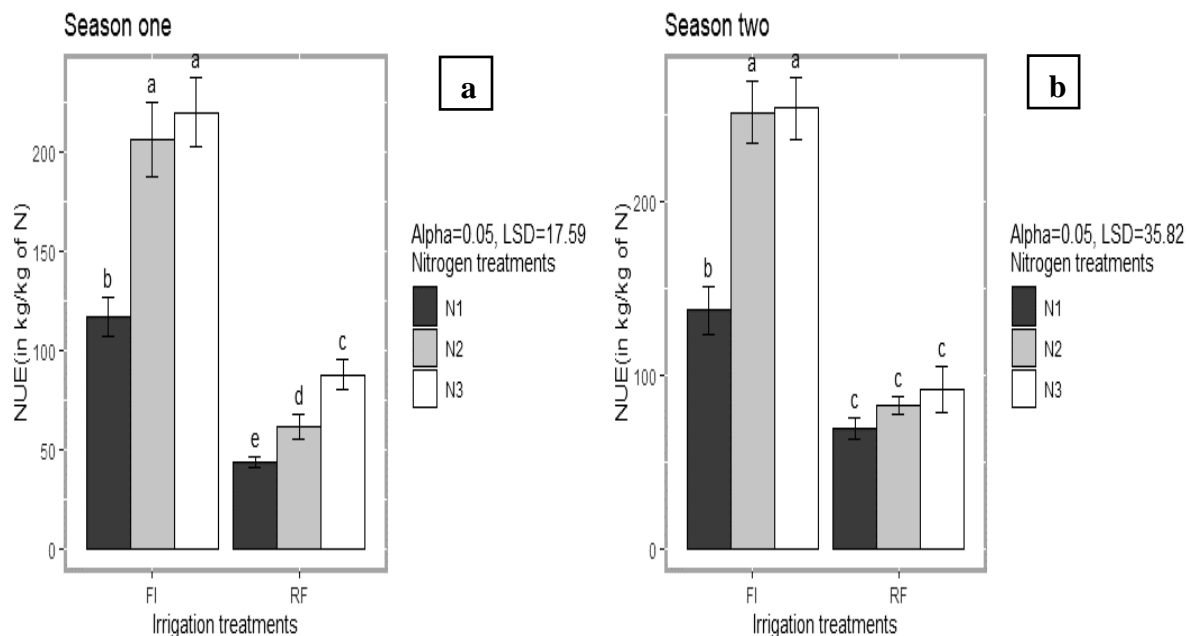 Season one
a
NUE(in kg/kg of N)
200
150
100
50
0
a
a
b
c
d
e
FI
RF
Irrigation treatments
Alpha=0.05, LSD=17.59
Nitrogen treatments
N1
N2
N3
Season two
b
NUE(in kg/kg of N)
200
100
0
a
a
b
c
c
c
FI
RF
Irrigation treatments
Alpha=0.05, LSD=35.82
Nitrogen treatments
N1
N2
N3